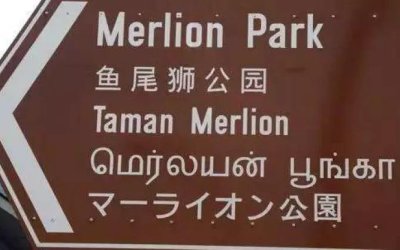 Merlion Park
鱼尾狮公园
Taman Merlion
மெர்லயன் பூங்கா
マーライオン公園